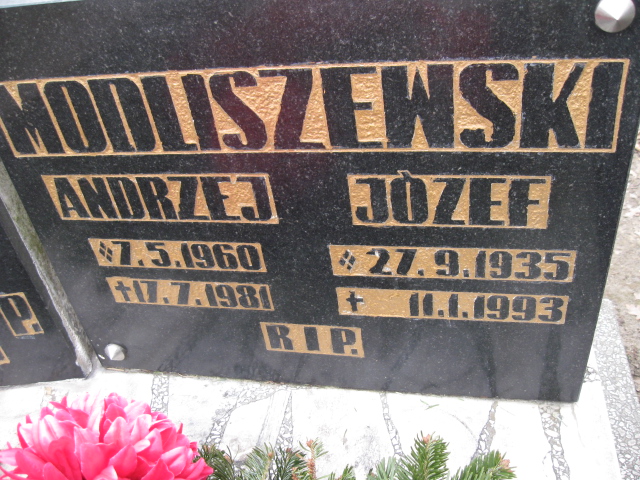 MODLISZEWSKI
ANDRZEJ JÒZEF
7.5.1960 27.9.1935
†17.7.1981 † 11.1.1993
R I P.
P.